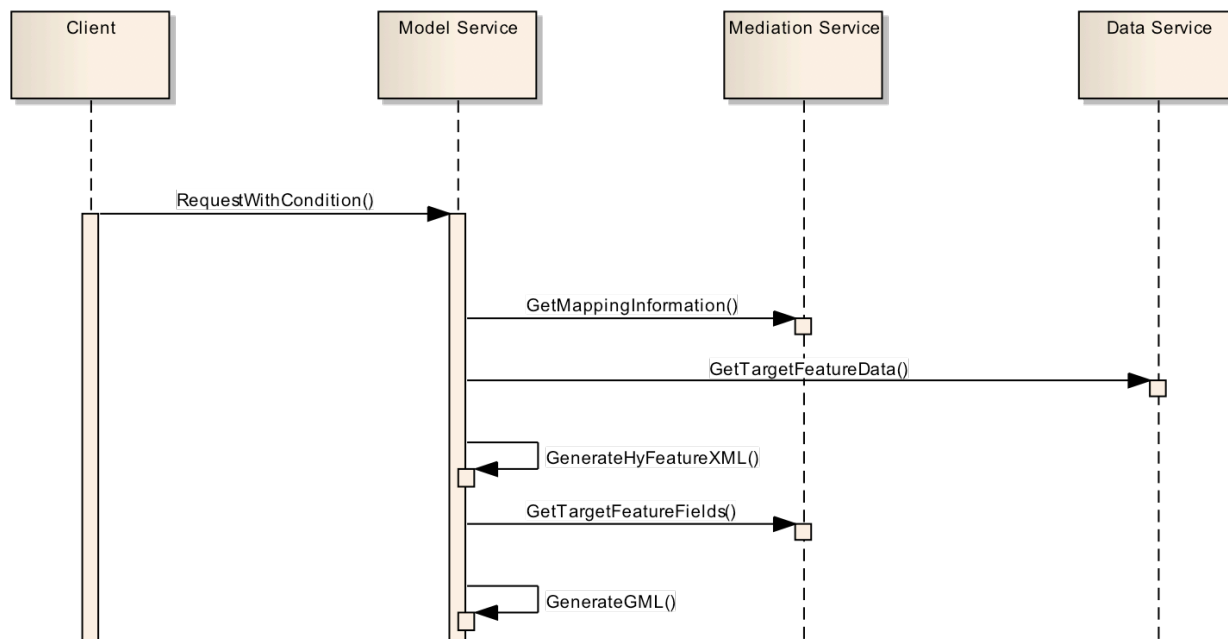 Client
Model Service
Mediation Service
Data Service
RequestWithCondition()
GetMappingInformation()
GetTargetFeatureData()
GenerateHyFeatureXML()
GetTargetFeatureFields()
GenerateGML()